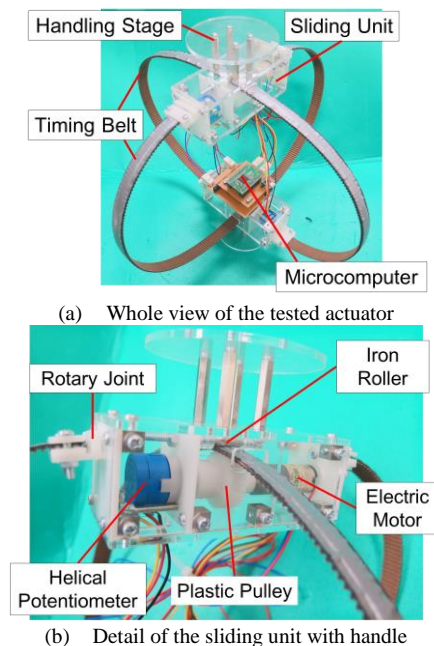 Handling Stage
Sliding Unit
Timing Belt
Microcomputer
(a) Whole view of the tested actuator
Rotary Joint
Iron
Roller
Electric
Motor
Helical
Potentiometer
Plastic Pulley
(b) Detail of the sliding unit with handle